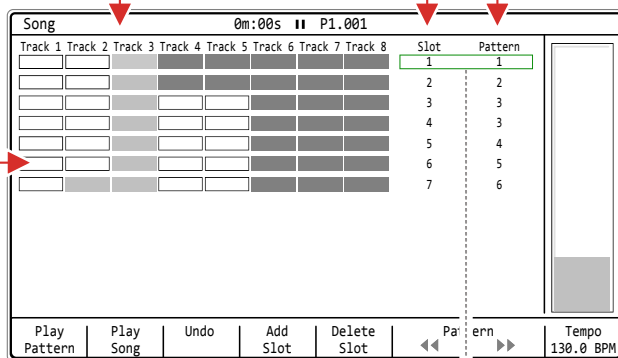 Song 0m:00s II P1.001
Track 1 Track 2 Track 3 Track 4 Track 5 Track 6 Track 7 Track 8 Slot Pattern
1 1
2 2
3 3
4 3
5 4
6 5
7 6
Play Pattern
Play Song
Undo
Add Slot
Delete Slot
Pattern
Tempo 130.0 BPM